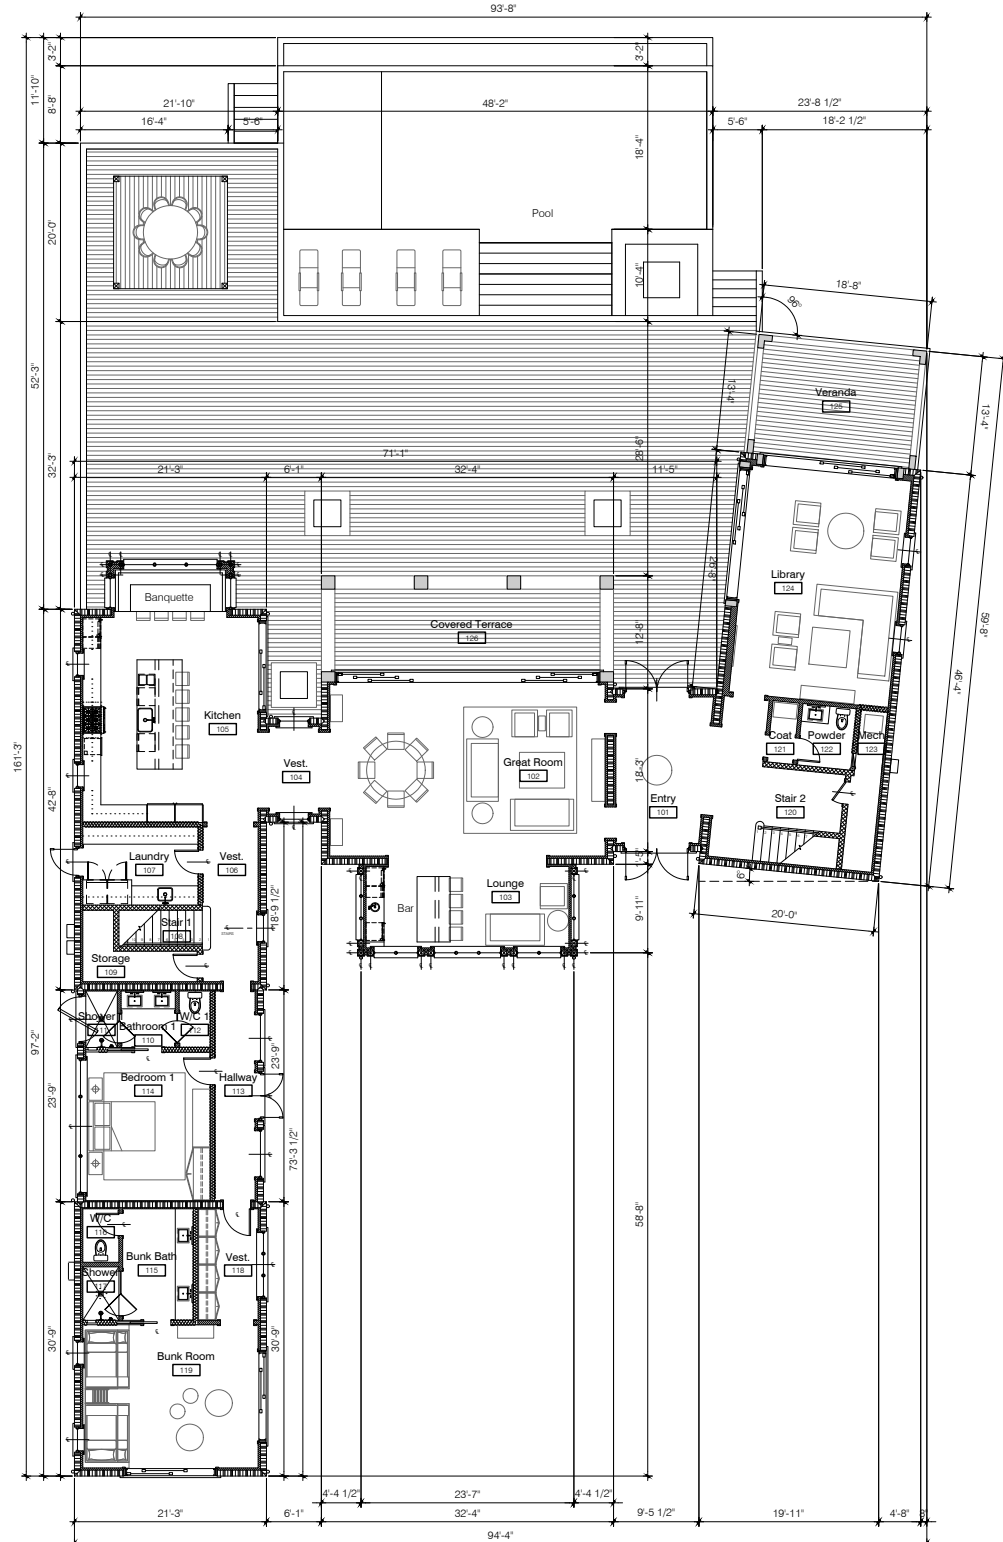 93'-8"
3'-2"
3'-2"
11'-10"
8'-8"
21'-10"
48'-2"
23'-8 1/2"
16'-4"
5'-6"
5'-6"
18'-2 1/2"
18'-4"
Pool
20'-0"
10'-4"
18'-8"
96°
52'-3"
13'-4"
Veranda
125
13'-4"
32'-3"
28'-6"
71'-1"
21'-3"
6'-1"
32'-4"
11'-5"
26'-8"
Library
124
Banquette
Covered Terrace
126
12'-8"
59'-8"
46'-4"
Kitchen
105
Coat
121
Powder
122
Mech
123
161'-3"
Vest.
104
Great Room
102
18'-3"
42'-8"
Entry
101
Stair 2
120
Laundry
107
Vest.
106
Lounge
103
Bar
9'-11"
18'-9 1/2"
20'-0"
Stair 1
108
Storage
109
Shower
Bathroom 1
110
W/C 1
112
97'-2"
23'-9"
23'-9"
Bedroom 1
114
Hallway
113
73'-3 1/2"
58'-8"
W/C
116
Bunk Bath
115
Vest.
118
Shower
117
30'-9"
30'-9"
Bunk Room
119
4'-4 1/2"
23'-7"
4'-4 1/2"
21'-3"
6'-1"
32'-4"
9'-5 1/2"
19'-11"
4'-8"
94'-4"